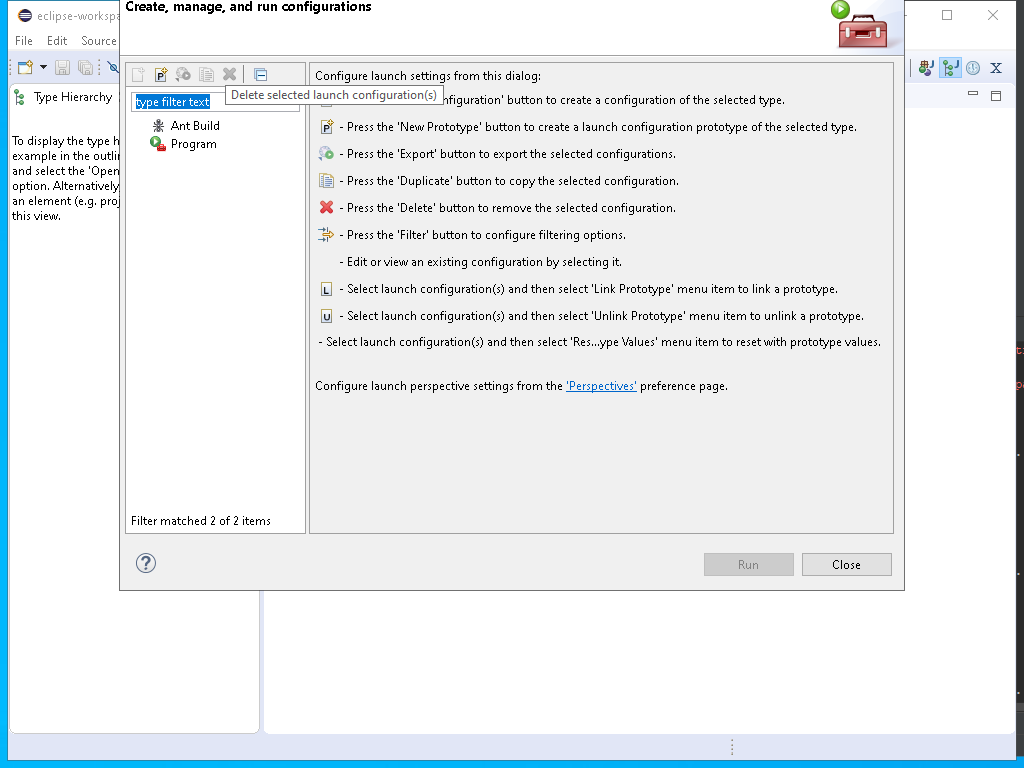 Create, manage, and run configurations
eclipse-workspa
File Edit Source
Configure launch settings from this dialog:
Type Hierarchy
type filter text
Delete selected launch configuration(s)
nfiguration' button to create a configuration of the selected type.
Ant Build
Program
- Press the 'New Prototype' button to create a launch configuration prototype of the selected type.
- Press the 'Export' button to export the selected configurations.
- Press the 'Duplicate' button to copy the selected configuration.
- Press the 'Delete' button to remove the selected configuration.
- Press the 'Filter' button to configure filtering options.
- Edit or view an existing configuration by selecting it.
- Select launch configuration(s) and then select 'Link Prototype' menu item to link a prototype.
- Select launch configuration(s) and then select 'Unlink Prototype' menu item to unlink a prototype.
- Select launch configuration(s) and then select 'Res...ype Values' menu item to reset with prototype values.
Configure launch perspective settings from the 'Perspectives' preference page.
To display the type h
example in the outlin
and select the 'Open
option. Alternatively
an element (e.g. proj
this view.
Filter matched 2 of 2 items
Run
Close